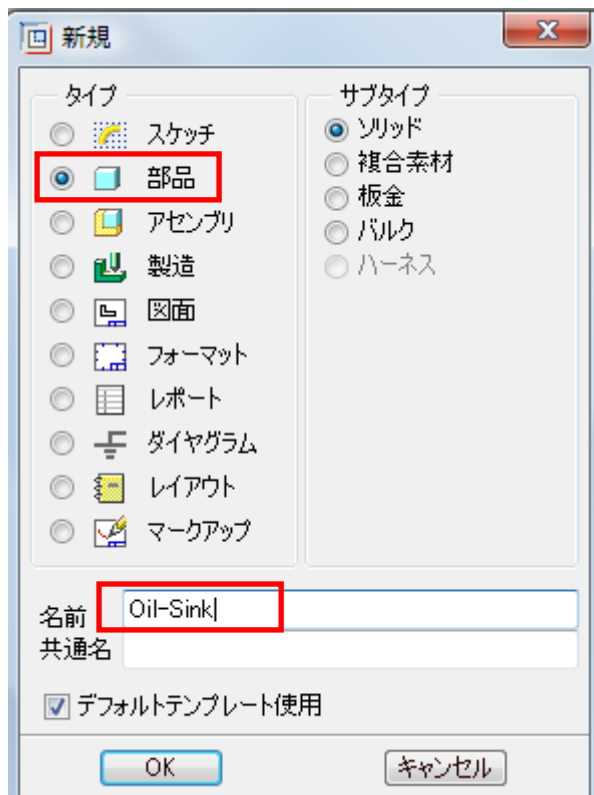 新規
タイプ
スケッチ
部品
アセンブリ
製造
図面
フォーマット
レポート
ダイヤグラム
レイアウト
マークアップ
サブタイプ
ソリッド
複合素材
板金
バルク
ハーネス
名前 Oil-Sink
共通名
デフォルトテンプレート使用
OK キャンセル